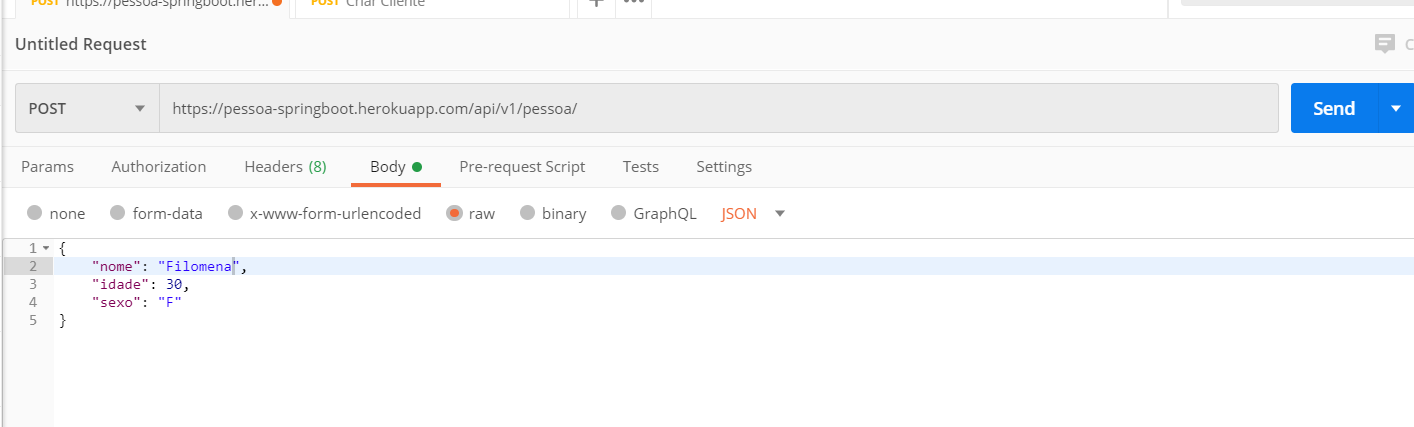 POST https://pessoa-springboot.her... POST Criar Cliente + •••
Untitled Request
POST https://pessoa-springboot.herokuapp.com/api/v1/pessoa/ Send
Params Authorization Headers (8) Body Pre-request Script Tests Settings
none form-data x-www-form-urlencoded raw binary GraphQL JSON
1 {
2 "nome": "Filomena",
3 "idade": 30,
4 "sexo": "F"
5 }